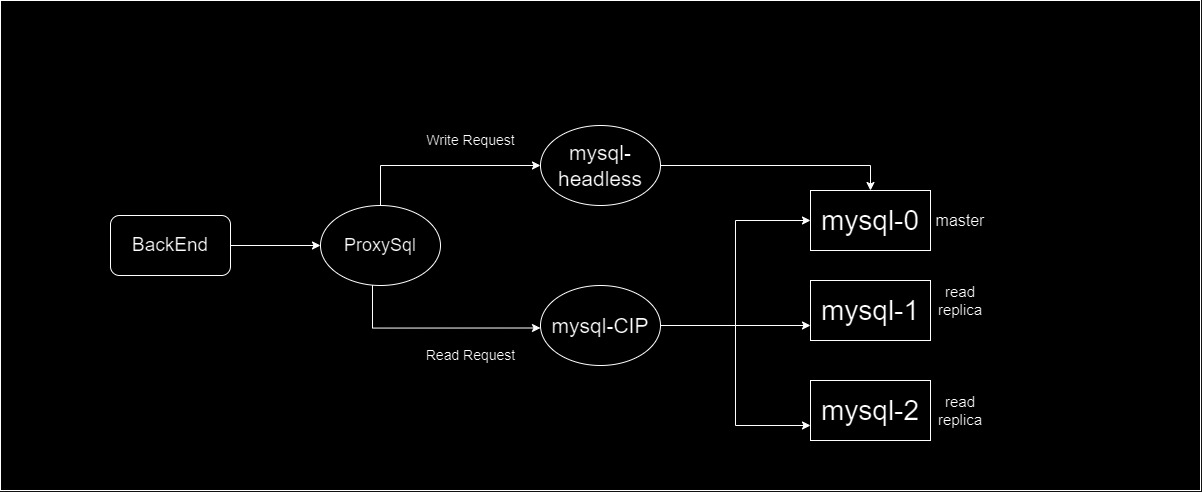 Write Request
mysql-
headless
BackEnd
ProxySql
mysql-0
master
mysql-1
read
replica
mysql-CIP
Read Request
mysql-2
read
replica